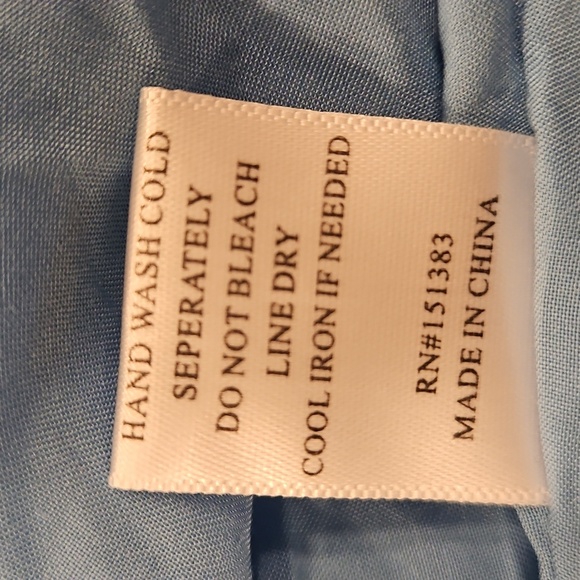 HAND WASH COLD
SEPERATELY
DO NOT BLEACH
LINE DRY
COOL IRON IF NEEDED
RN#151383
MADE IN CHINA